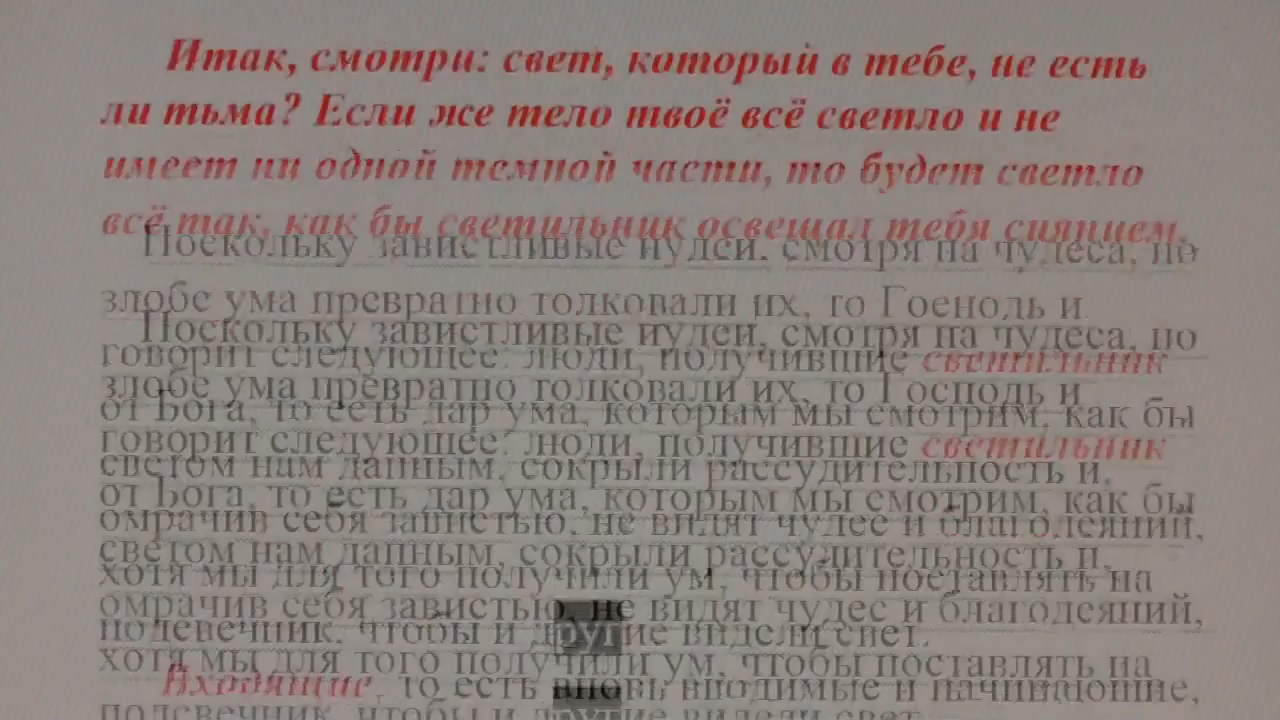 Итак, смотри: свет, который в тебе, не есть
ли тьма? Если же тело твоё всё светло и не
имеет ни одной темной части, то будет светло
всё так, как бы светильник освещал тебя сиянием.
Поскольку завистливые иудеи, смотря на чудеса, по
злобе ума превратно толковали их, то Господь и
Поскольку завистливые иудеи, смотря на чудеса, по
говорит следующее: люди, получившие светильник
злобе ума превратно толковали их, то Господь и
от Бога, то есть дар ума, которым мы смотрим, как бы
говорит следующее: люди, получившие светильник
светом нам данным, сокрыли рассудительность и,
от Бога, то есть дар ума, которым мы смотрим, как бы
омрачив себя завистью, не видят чудес и благодеяний,
светом нам данным, сокрыли рассудительность и,
хотя мы для того получили ум, чтобы поставлять на
омрачив себя завистью, не видят чудес и благодеяний,
подсвечник, чтобы и другие видели свет.
хотя мы для того получили ум, чтобы поставлять на
Входящие, то есть вновь вводимые и начинающие,
подсвечник, чтобы и другие видели свет.